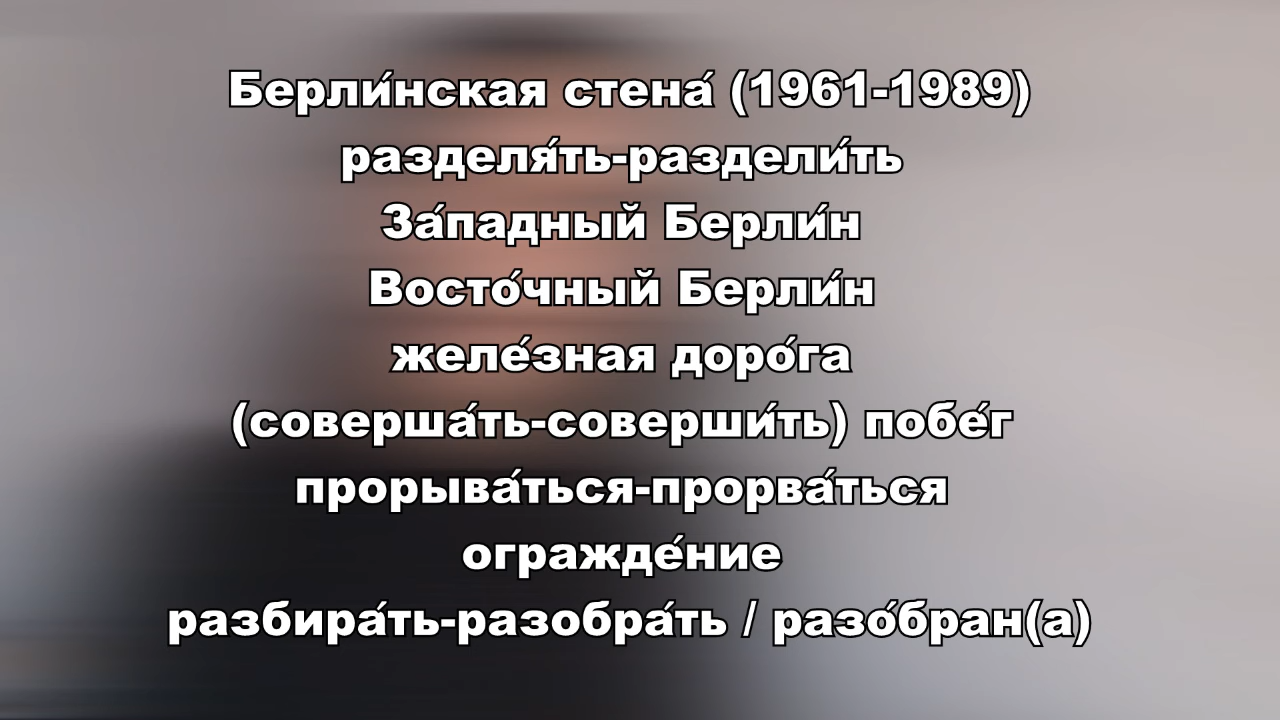 Берли́нская стена́ (1961-1989)
разделя́ть-раздели́ть
За́падный Берли́н
Восто́чный Берли́н
желе́зная доро́га
(соверша́ть-соверши́ть) побе́г
прорыва́ться-прорва́ться
огражде́ние
разбира́ть-разобра́ть / разо́бран(а)